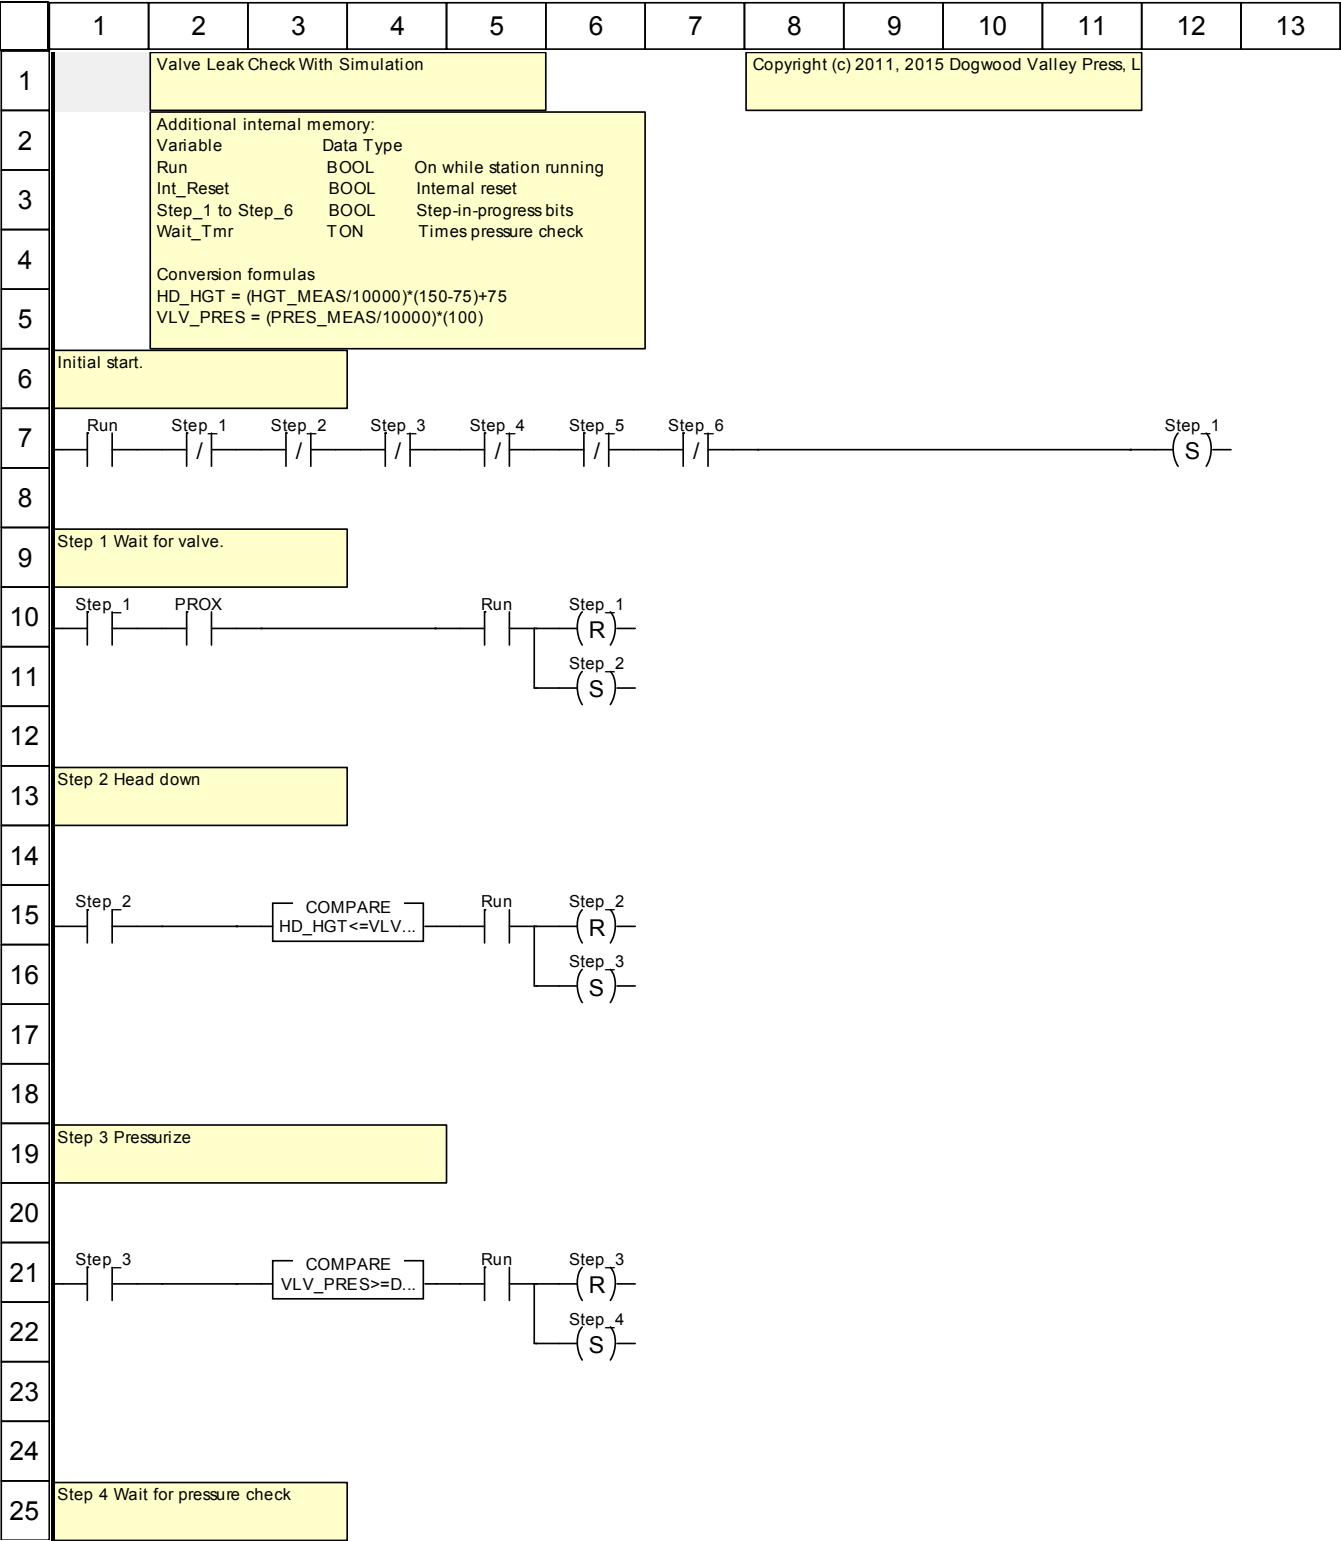 1 2 3 4 5 6 7 8 9 10 11 12 13
1 Valve Leak Check With Simulation Copyright (c) 2011, 2015 Dogwood Valley Press, L
2 Additional internal memory:
Variable Data Type
Run BOOL On while station running
3 Int_Reset BOOL Internal reset
Step_1 to Step_6 BOOL Step-in-progress bits
Wait_Tmr TON Times pressure check
4
Conversion formulas
HD_HGT = (HGT_MEAS/10000)*(150-75)+75
5 VLV_PRES = (PRES_MEAS/10000)*(100)
6 Initial start.
Run Step_1 Step_2 Step_3 Step_4 Step_5 Step_6 Step_1
7 / / / / / / S
8
9 Step 1 Wait for valve.
Step_1 PROX Run Step_1
10 R
Step_2
11 S
12
13 Step 2 Head down
14
Step_2 COMPARE Run Step_2
15 HD_HGT<=VLV... R
Step_3
16 S
17
18
19 Step 3 Pressurize
20
Step_3 COMPARE Run Step_3
21 VLV_PRES>=D... R
Step_4
22 S
23
24
25 Step 4 Wait for pressure check